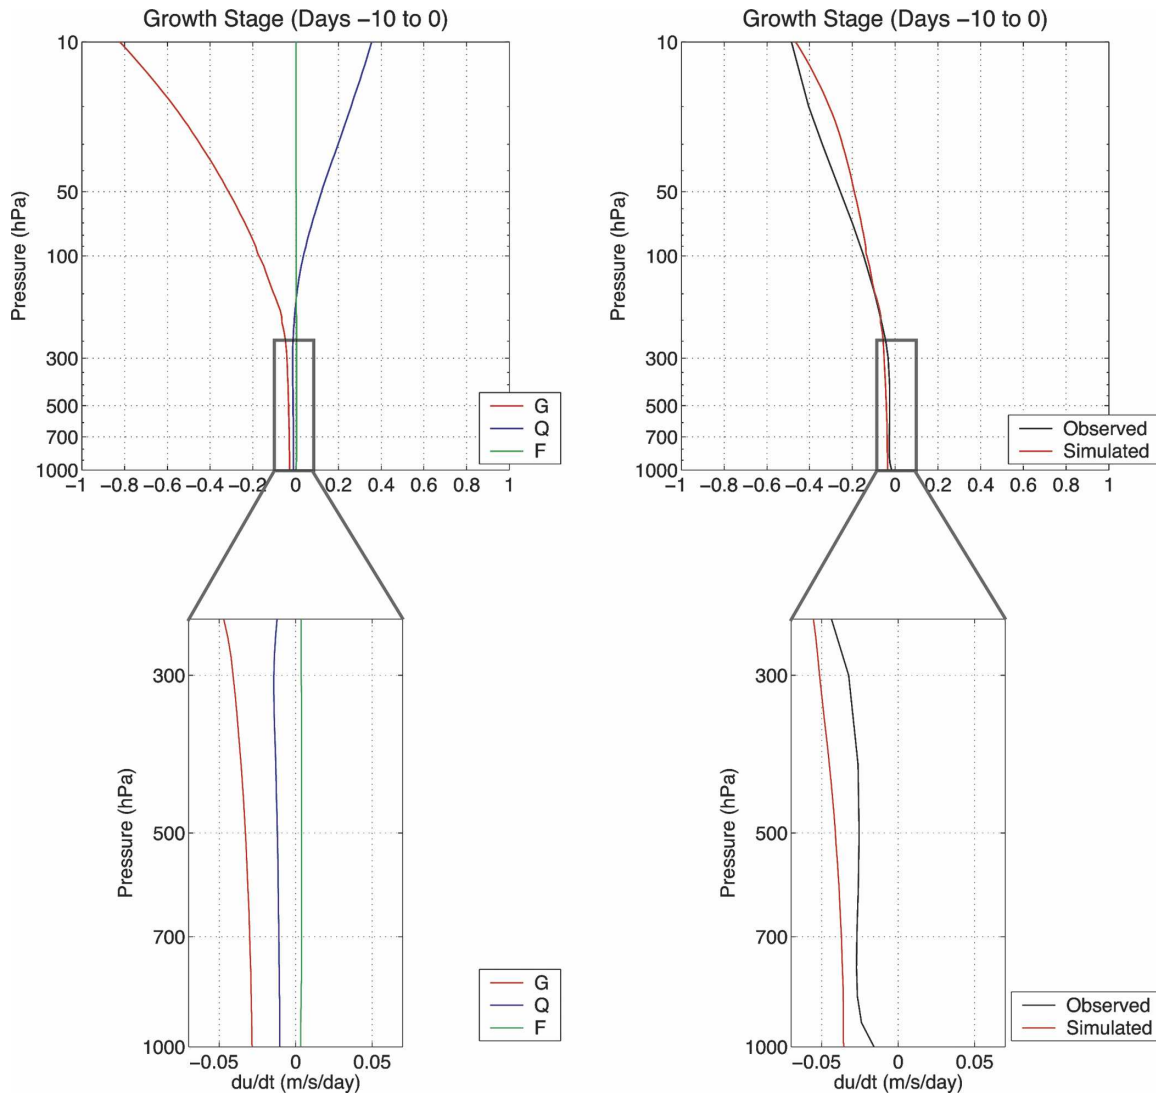 Growth Stage (Days −10 to 0)
10
50
100
300
500
700
1000
Pressure (hPa)
−1 −0.8 −0.6 −0.4 −0.2 0 0.2 0.4 0.6 0.8 1
G
Q
F
Growth Stage (Days −10 to 0)
10
50
100
300
500
700
1000
Pressure (hPa)
−1 −0.8 −0.6 −0.4 −0.2 0 0.2 0.4 0.6 0.8 1
Observed
Simulated
300
500
700
1000
Pressure (hPa)
−0.05 0 0.05
du/dt (m/s/day)
G
Q
F
300
500
700
1000
Pressure (hPa)
−0.05 0 0.05
du/dt (m/s/day)
Observed
Simulated